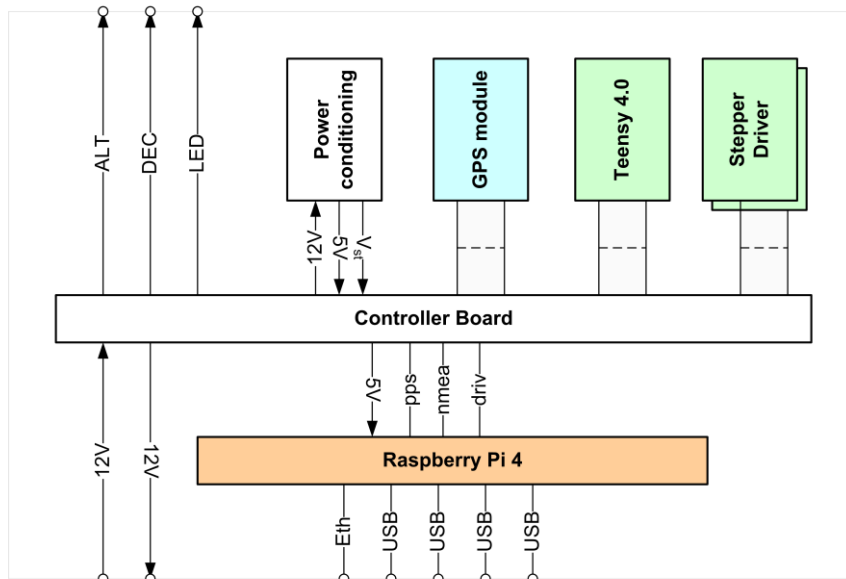 ALT
DEC
LED
Power
conditioning
GPS module
Teensy 4.0
Stepper
Driver
12V
5V
Vst
Controller Board
12V
12V
5V
pps
nmea
driv
Raspberry Pi 4
Eth
USB
USB
USB
USB